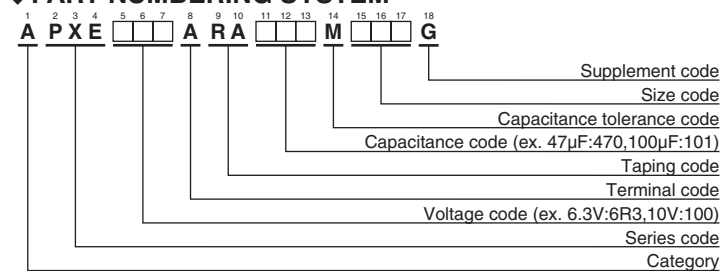 ◆PART NUMBERING SYSTEM
1 2 3 4 5 6 7 8 9 10 11 12 13 14 15 16 17 18
A PXE □□□ A RA □□□ M □□□ G
Supplement code
Size code
Capacitance tolerance code
Capacitance code (ex. 47µF:470,100µF:101)
Taping code
Terminal code
Voltage code (ex. 6.3V:6R3,10V:100)
Series code
Category